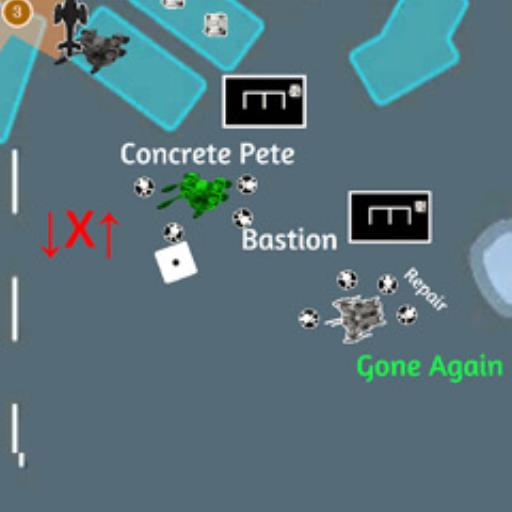 3
Concrete Pete
↓X↑
Bastion
Repair
Gone Again